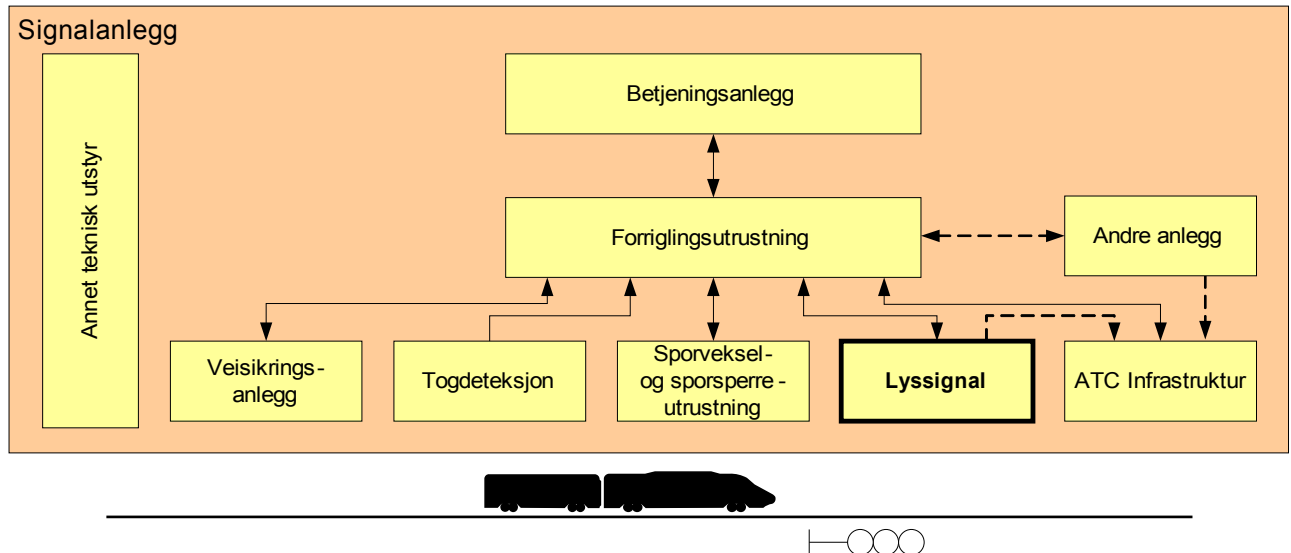 Signalanlegg
Annet teknisk utstyr
Betjeningsanlegg
Forriglingsutrustning
Andre anlegg
Veisikrings-
anlegg
Togdeteksjon
Sporveksel-
og sporsperre-
utrustning
Lyssignal
ATC Infrastruktur